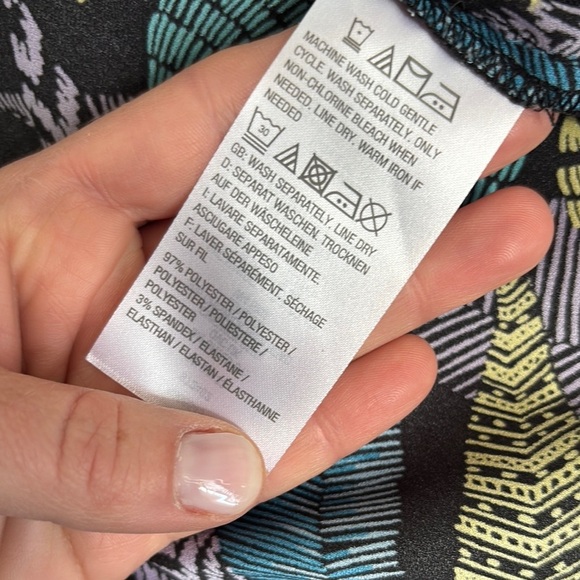 MACHINE WASH COLD GENTLE
CYCLE. WASH SEPARATELY. ONLY
NON-CHLORINE BLEACH WHEN
NEEDED. LINE DRY. WARM IRON IF
NEEDED
30
GB: WASH SEPARATELY. LINE DRY
D: SEPARAT WASCHEN. TROCKNEN
AUF DER WÄSCHELEINE
I: LAVARE SEPARATAMENTE.
ASCIUGARE APPESO
F: LAVER SÉPARÉMENT. SÉCHAGE
SUR FIL
97% POLYESTER / POLYESTER /
POLYESTER / POLIESTERE /
POLYESTER
3% SPANDEX / ELASTANE /
ELASTHAN / ELASTAN / ÉLASTHANNE